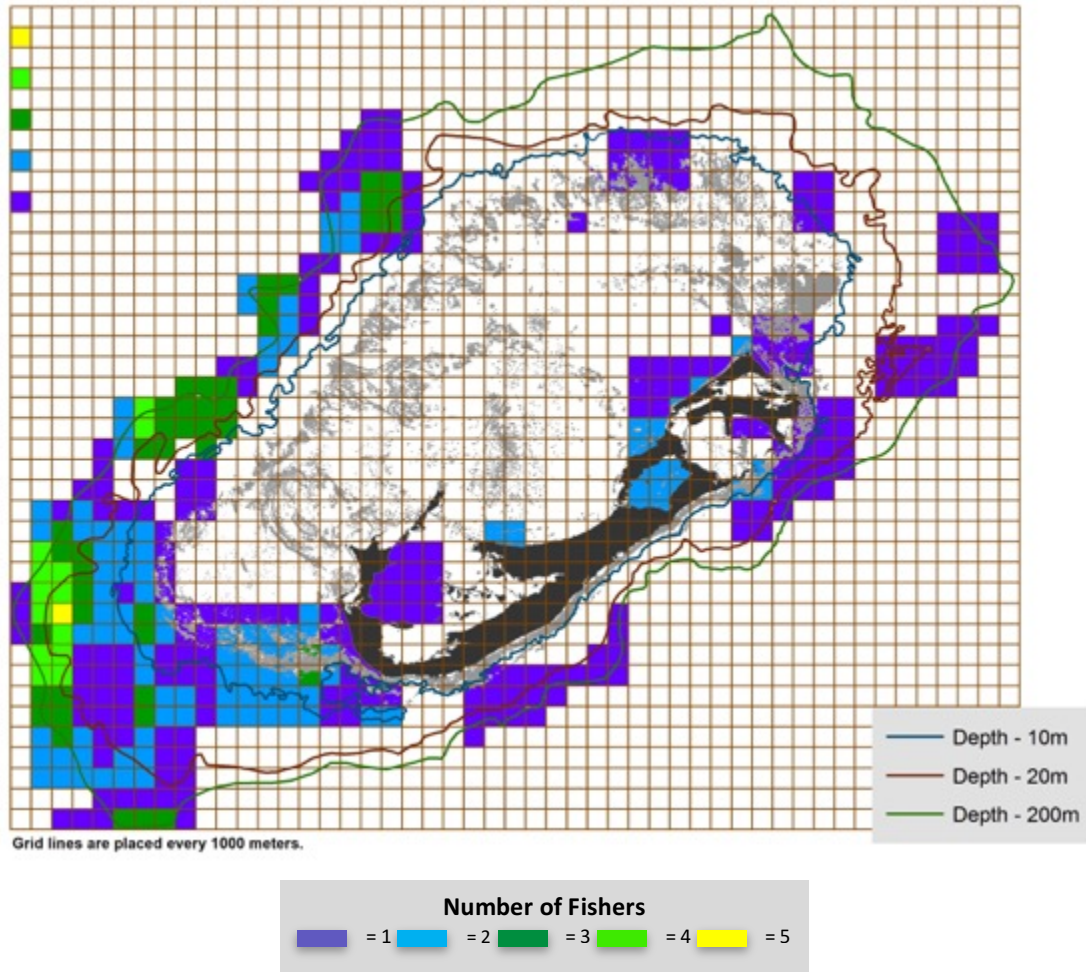 Depth - 10m
Depth - 20m
Depth - 200m
Grid lines are placed every 1000 meters.
Number of Fishers
= 1 = 2 = 3 = 4 = 5